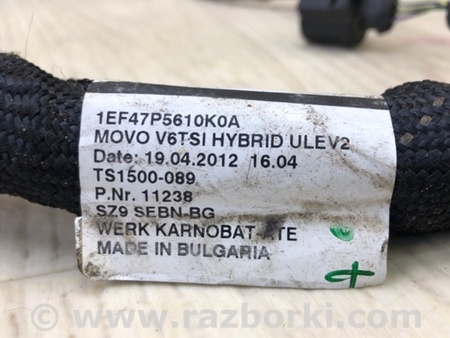 1EF47P5610K0A
MOVO V6TSI HYBRID ULEV2
Date: 19.04.2012 16.04
TS1500-089
P.Nr. 11238
SZ9 SEBN-BG
WERK KARNOBAT-ATE
MADE IN BULGARIA
© www.razborki.com